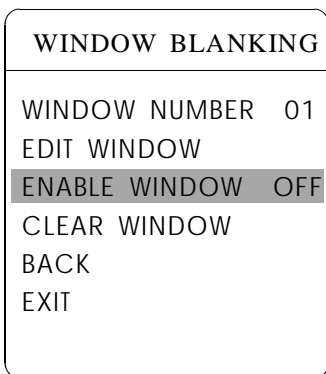 WINDOW BLANKING
WINDOW NUMBER 01
EDIT WINDOW
ENABLE WINDOW OFF
CLEAR WINDOW
BACK
EXIT